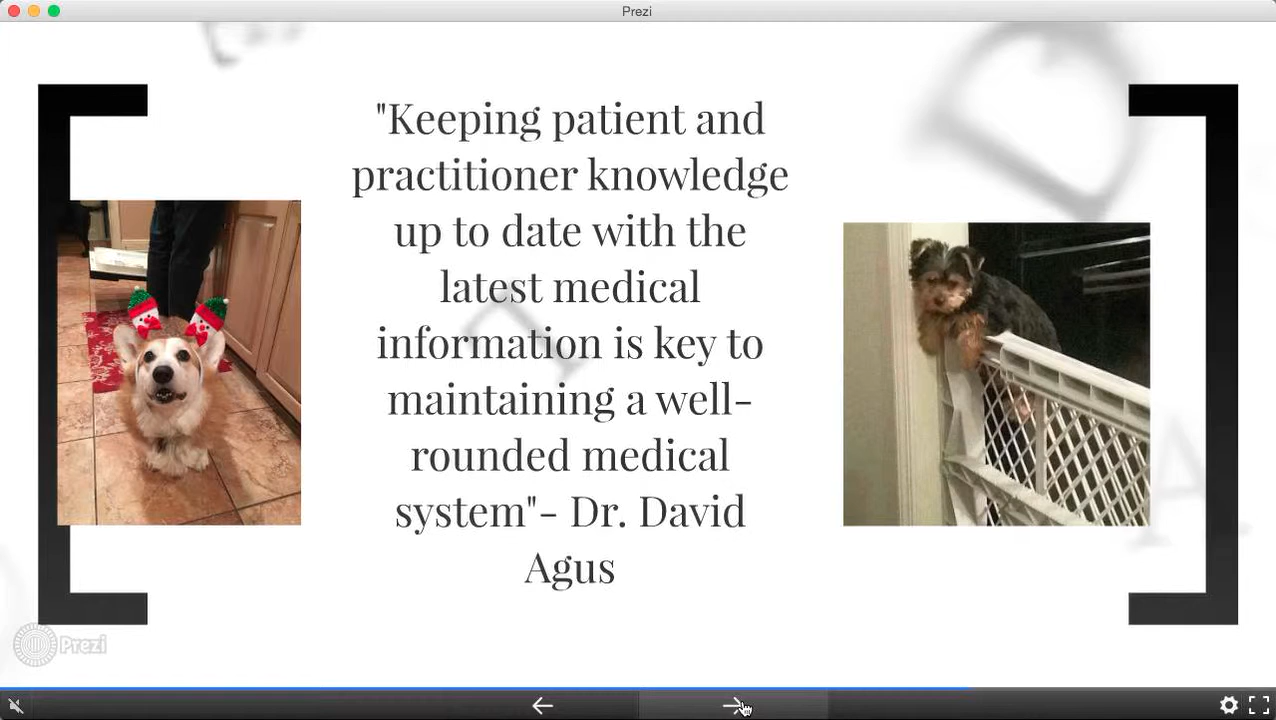 Prezi
"Keeping patient and
practitioner knowledge
up to date with the
latest medical
information is key to
maintaining a well-
rounded medical
system"- Dr. David
Agus
Prezi